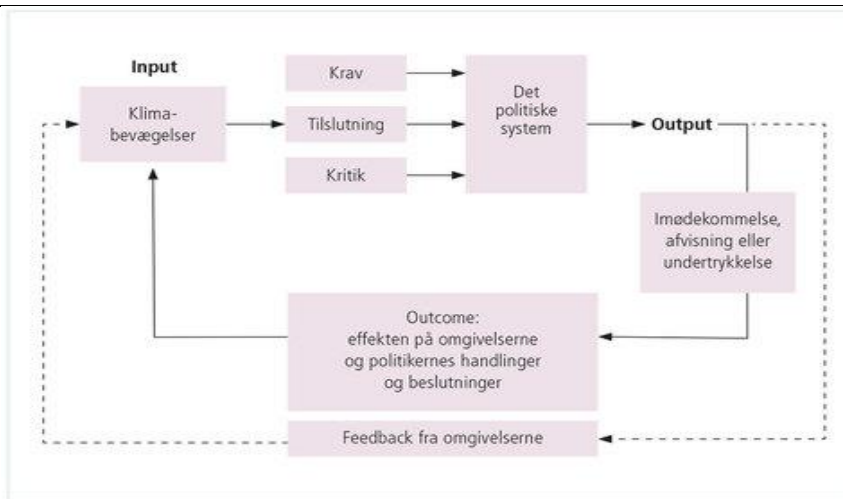 Input
Klima-
bevægelser
Krav
Tilslutning
Kritik
Det
politiske
system
Output
Imødekommelse,
afvisning eller
undertrykkelse
Outcome:
effekten på omgivelserne
og politikernes handlinger
og beslutninger
Feedback fra omgivelserne